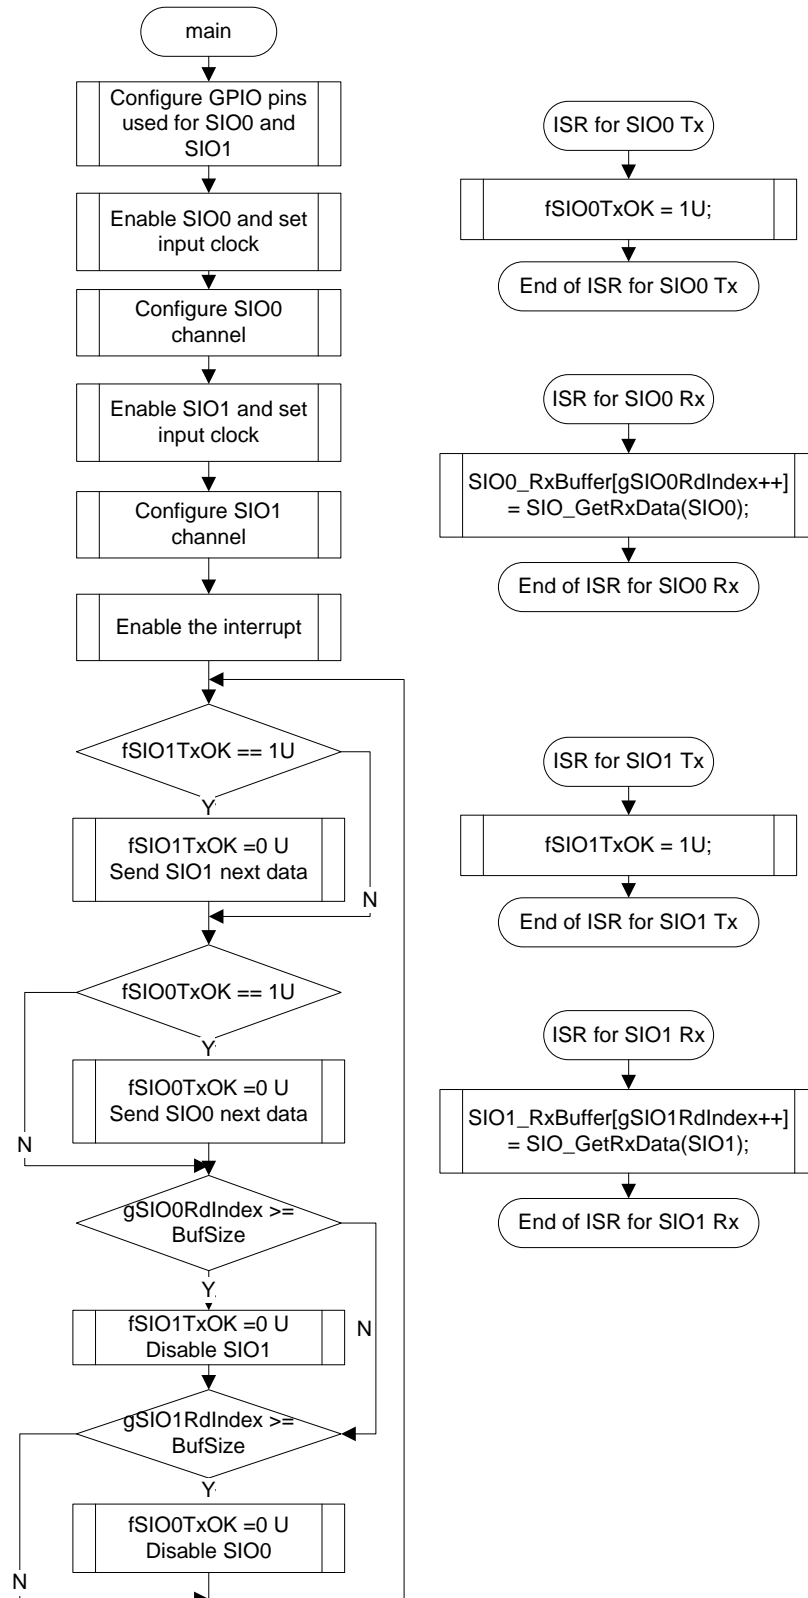 main
Configure GPIO pins
used for SIO0 and
SIO1
Enable SIO0 and set
input clock
Configure SIO0
channel
Enable SIO1 and set
input clock
Configure SIO1
channel
Enable the interrupt
fSIO1TxOK == 1U
Y
fSIO1TxOK =0 U
Send SIO1 next data
N
fSIO0TxOK == 1U
Y
fSIO0TxOK =0 U
Send SIO0 next data
N
gSIO0RdIndex >=
BufSize
Y
fSIO1TxOK =0 U
Disable SIO1
N
gSIO1RdIndex >=
BufSize
Y
fSIO0TxOK =0 U
Disable SIO0
N
ISR for SIO0 Tx
fSIO0TxOK = 1U;
End of ISR for SIO0 Tx
ISR for SIO0 Rx
SIO0_RxBuffer[gSIO0RdIndex++]
= SIO_GetRxData(SIO0);
End of ISR for SIO0 Rx
ISR for SIO1 Tx
fSIO1TxOK = 1U;
End of ISR for SIO1 Tx
ISR for SIO1 Rx
SIO1_RxBuffer[gSIO1RdIndex++]
= SIO_GetRxData(SIO1);
End of ISR for SIO1 Rx